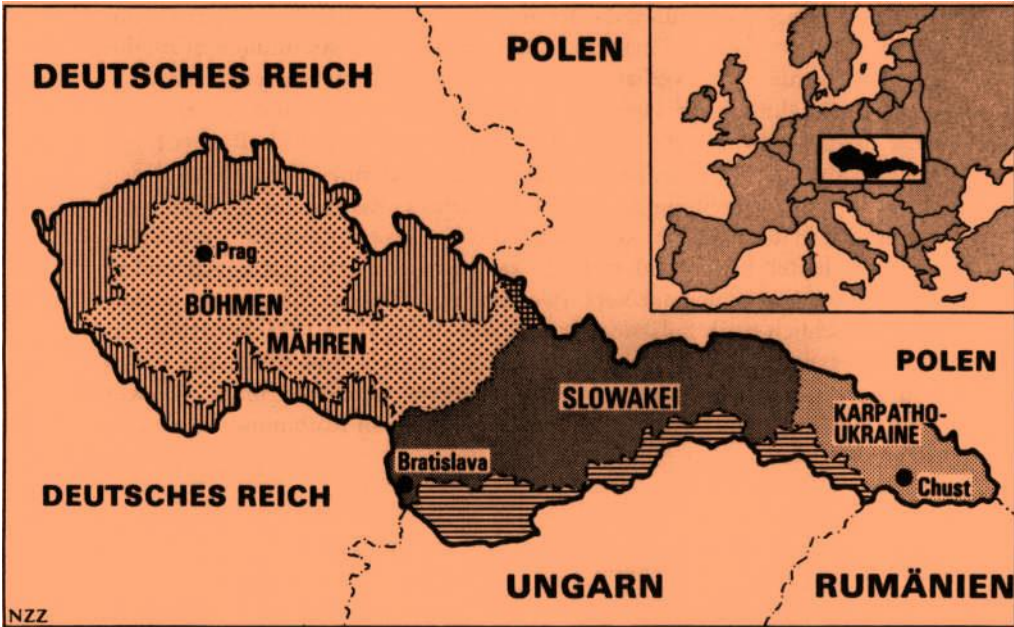 DEUTSCHES REICH
POLEN
Prag
BÖHMEN
MÄHREN
POLEN
SLOWAKEI
KARPATHO-
UKRAINE
Bratislava
Chust
DEUTSCHES REICH
UNGARN
RUMÄNIEN
NZZ